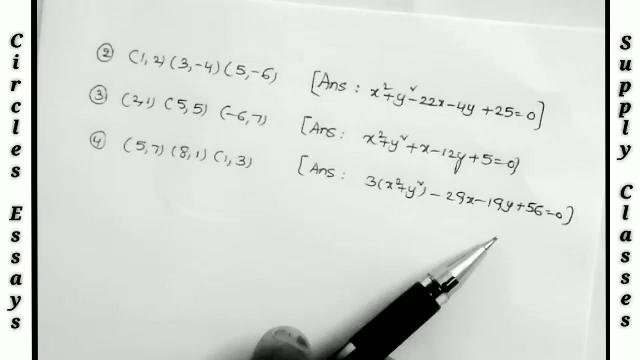 Circles Essays
② (1,2) (3,-4) (5,-6) [Ans : x²+y²-22x-4y+25=0]
③ (2,1) (5,5) (-6,7) [Ans: x²+y²+x-12y+5=0]
④ (5,7) (8,1) (1,3) [Ans: 3(x²+y²)-29x-19y+56=0]
Supply Classes